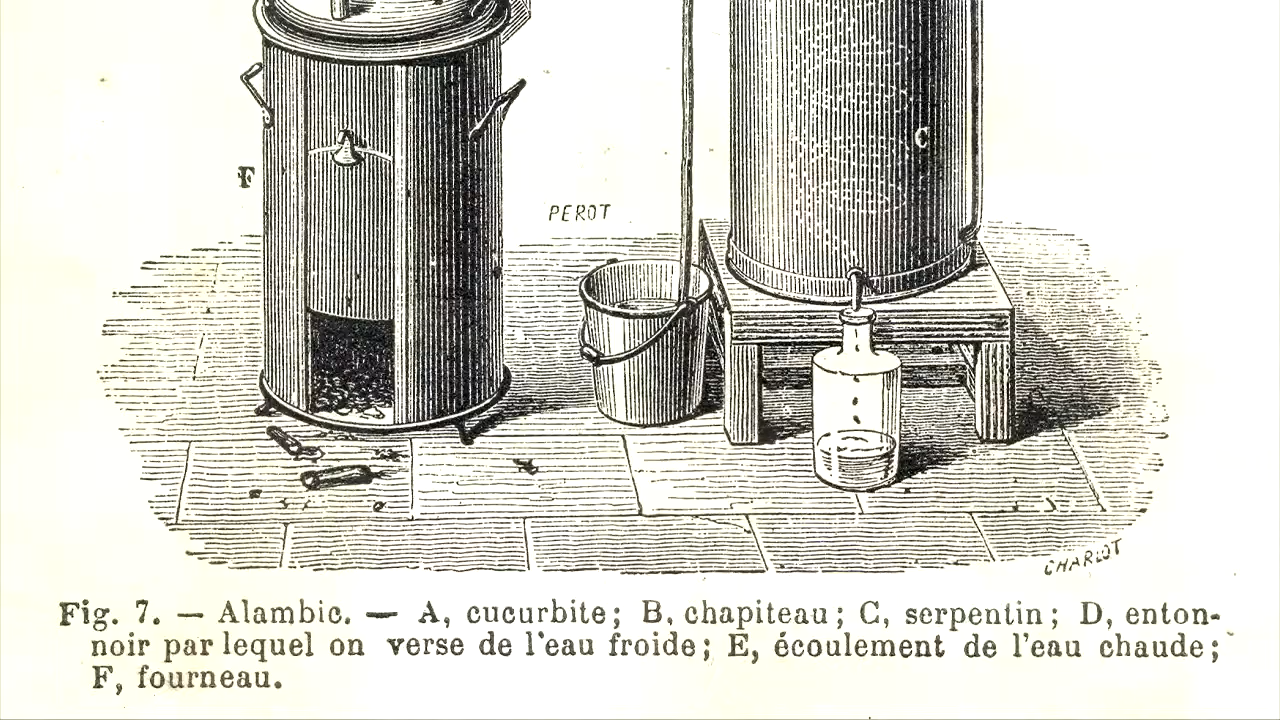 C
F
PEROT
CHARLOT
Fig. 7. — Alambic. — A, cucurbite; B, chapiteau; C, serpentin; D, enton-
noir par lequel on verse de l'eau froide; E, écoulement de l'eau chaude;
F, fourneau.